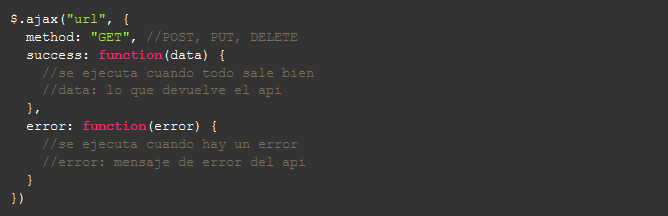 $.ajax("url", {
  method: "GET", //POST, PUT, DELETE
  success: function(data) {
    //se ejecuta cuando todo sale bien
    //data: lo que devuelve el api
  },
  error: function(error) {
    //se ejecuta cuando hay un error
    //error: mensaje de error del api
  }
})